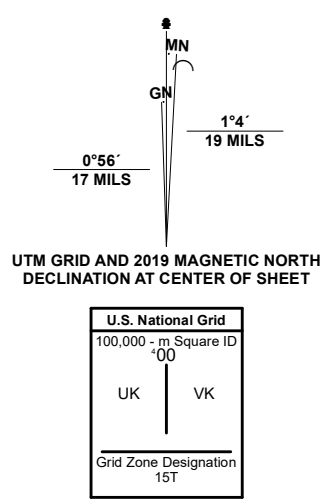 MN
GN
1°4´
19 MILS
0°56´
17 MILS
UTM GRID AND 2019 MAGNETIC NORTH
DECLINATION AT CENTER OF SHEET
U.S. National Grid
100,000 - m Square ID
⁴00
UK VK
Grid Zone Designation
15T